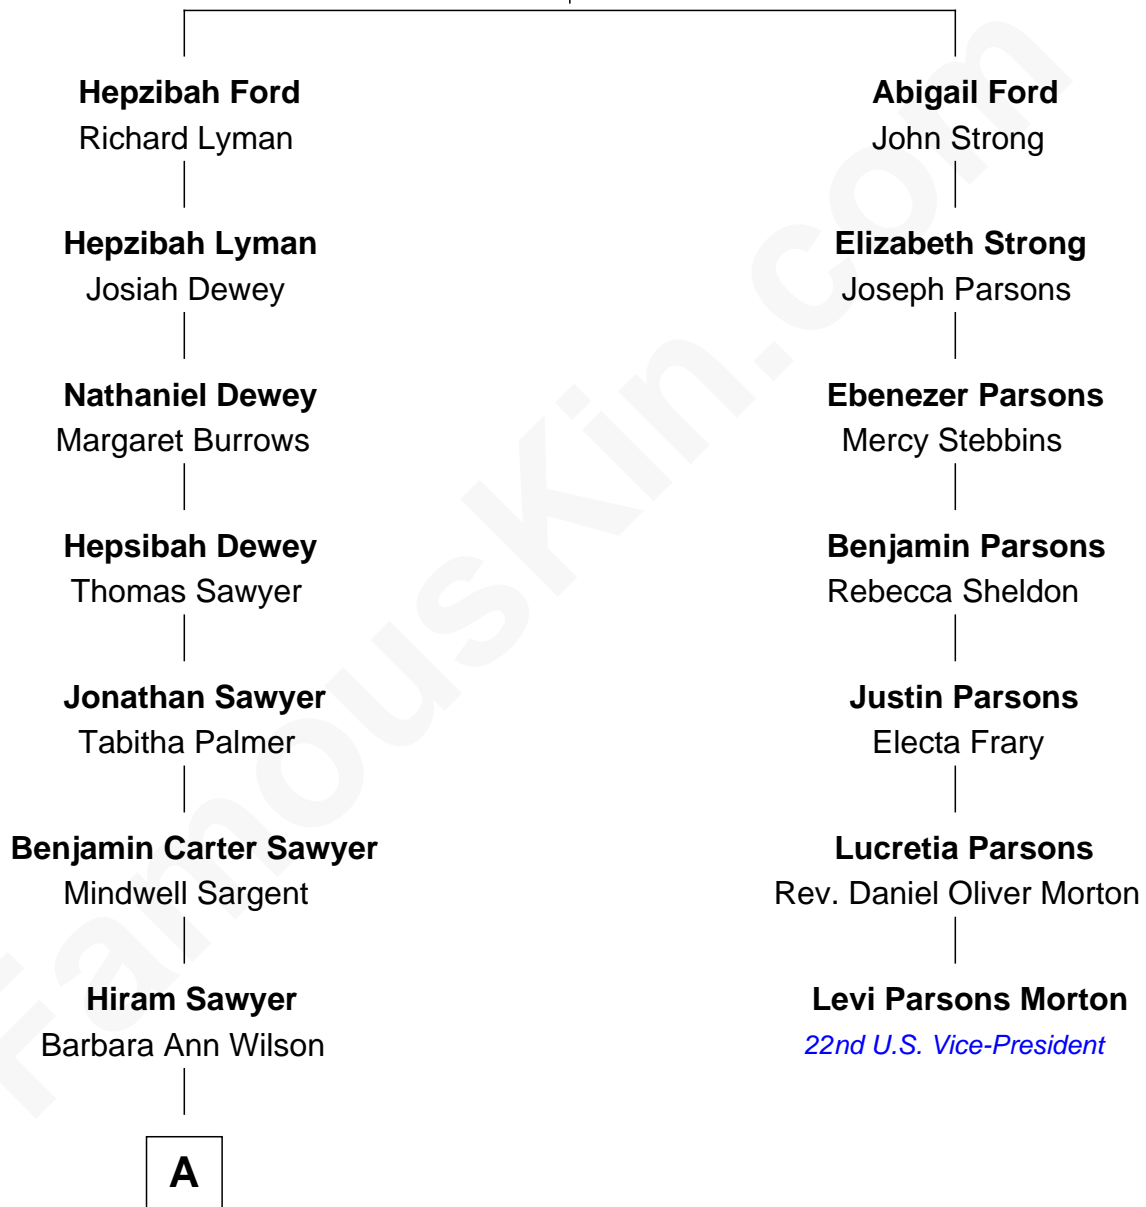 Hepzibah Ford
Richard Lyman
Abigail Ford
John Strong
Hepzibah Lyman
Josiah Dewey
Elizabeth Strong
Joseph Parsons
Nathaniel Dewey
Margaret Burrows
Ebenezer Parsons
Mercy Stebbins
Hepsibah Dewey
Thomas Sawyer
Benjamin Parsons
Rebecca Sheldon
Jonathan Sawyer
Tabitha Palmer
Justin Parsons
Electa Frary
Benjamin Carter Sawyer
Mindwell Sargent
Lucretia Parsons
Rev. Daniel Oliver Morton
Hiram Sawyer
Barbara Ann Wilson
Levi Parsons Morton
22nd U.S. Vice-President
A
FamousKin.com